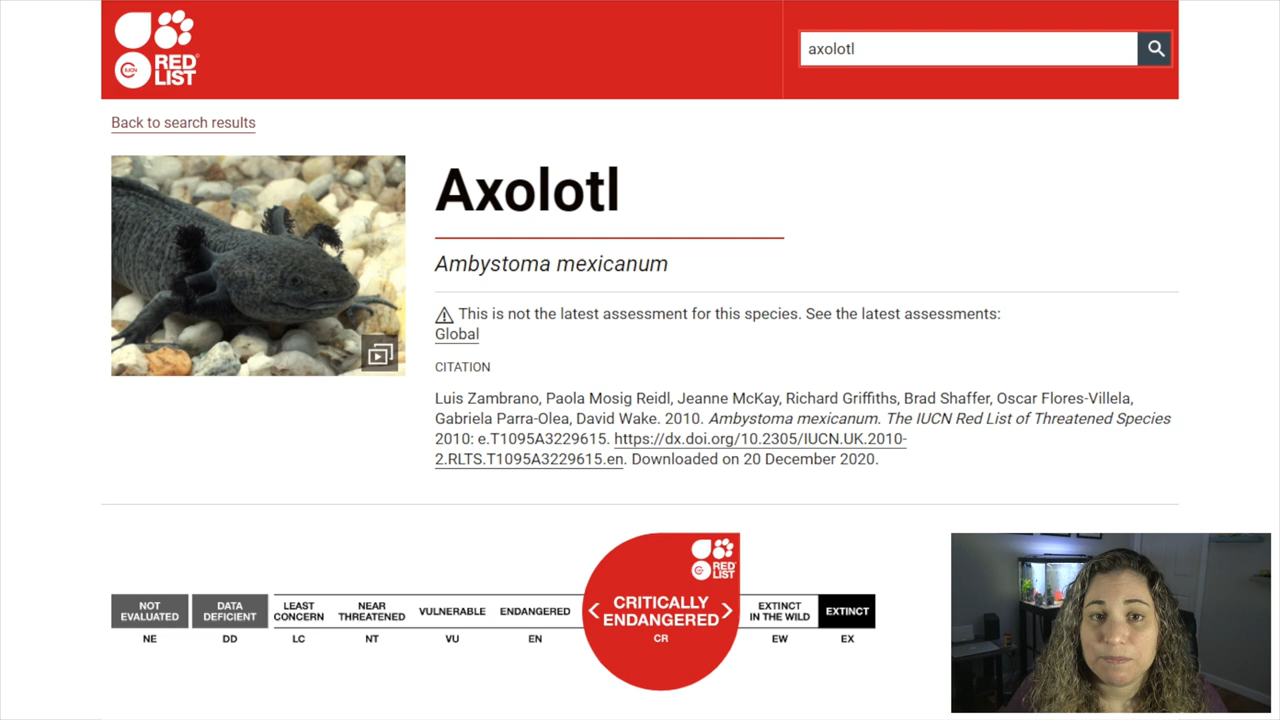 IUCN
RED
LIST
axolotl
Back to search results
Axolotl
Ambystoma mexicanum
This is not the latest assessment for this species. See the latest assessments:
Global
CITATION
Luis Zambrano, Paola Mosig Reidl, Jeanne McKay, Richard Griffiths, Brad Shaffer, Oscar Flores-Villela,
Gabriela Parra-Olea, David Wake. 2010. Ambystoma mexicanum. The IUCN Red List of Threatened Species
2010: e.T1095A3229615. https://dx.doi.org/10.2305/IUCN.UK.2010-
2.RLTS.T1095A3229615.en. Downloaded on 20 December 2020.
RED
LIST
NOT
EVALUATED
DATA
DEFICIENT
LEAST
CONCERN
NEAR
THREATENED
VULNERABLE
ENDANGERED
< CRITICALLY
ENDANGERED >
EXTINCT
IN THE WILD
EXTINCT
NE
DD
LC
NT
VU
EN
CR
EW
EX